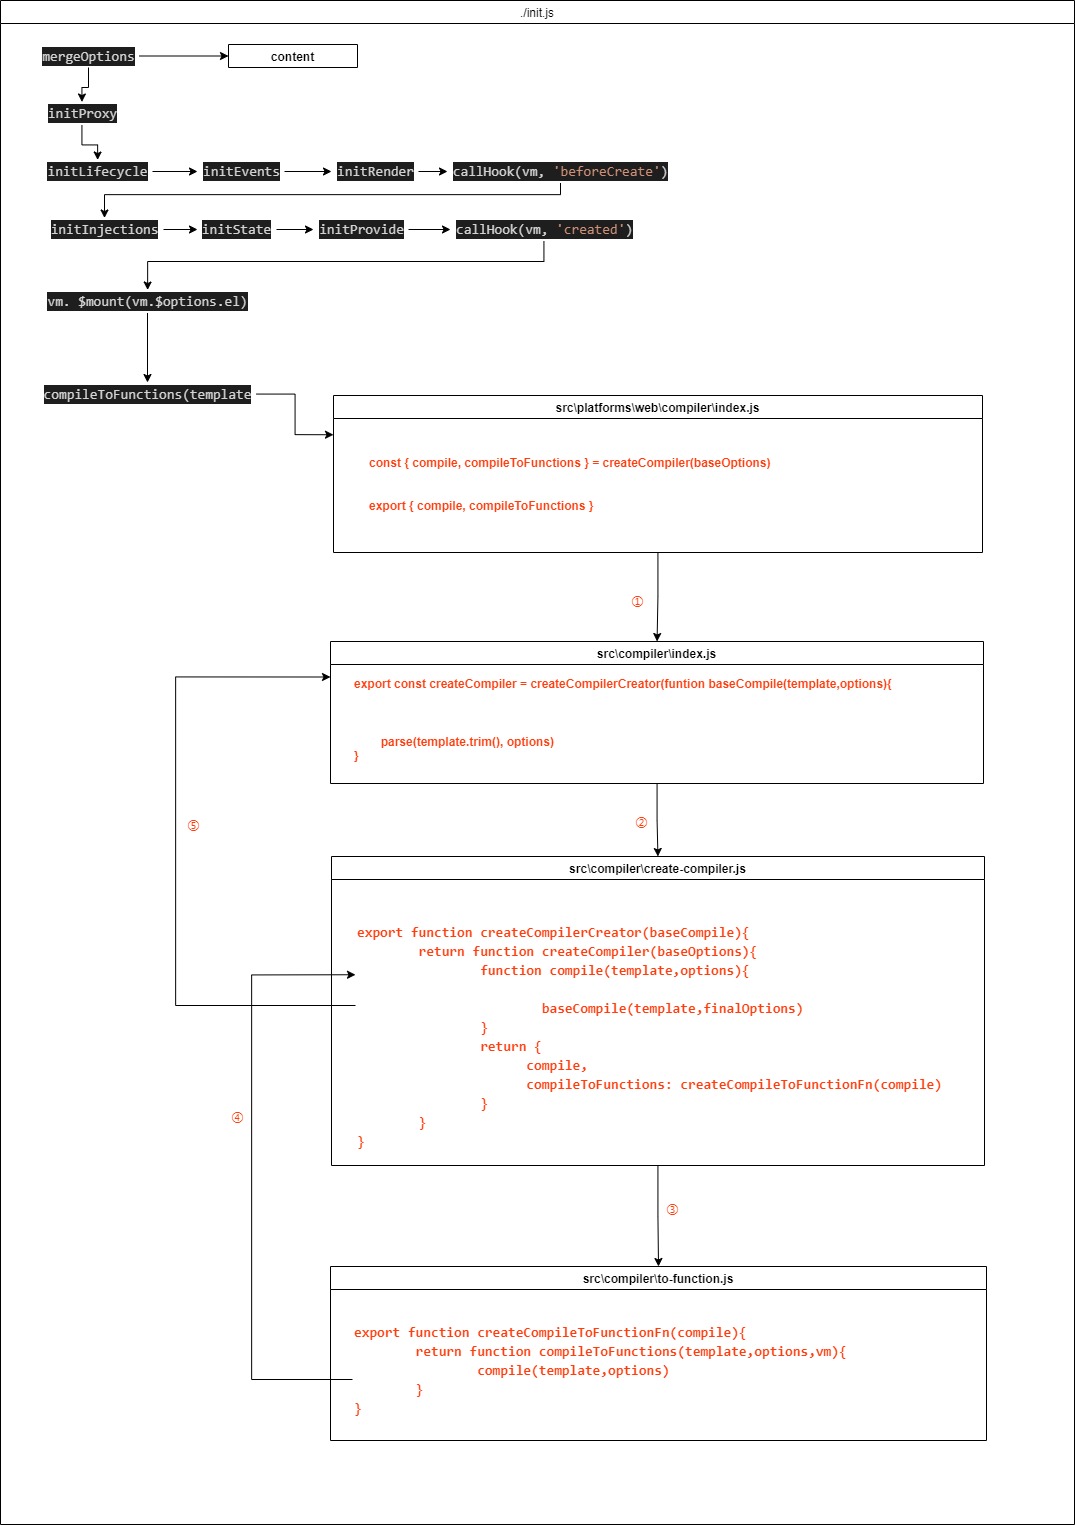 ./init.js
mergeOptions
content
initProxy
initLifecycle
initEvents
initRender
callHook(vm, 'beforeCreate')
initInjections
initState
initProvide
callHook(vm, 'created')
vm. $mount(vm.$options.el)
compileToFunctions(template
src\platforms\web\compiler\index.js
const { compile, compileToFunctions } = createCompiler(baseOptions)
export { compile, compileToFunctions }
①
src\compiler\index.js
export const createCompiler = createCompilerCreator(funtion baseCompile(template,options){
parse(template.trim(), options)
}
②
⑤
src\compiler\create-compiler.js
export function createCompilerCreator(baseCompile){
return function createCompiler(baseOptions){
function compile(template,options){
baseCompile(template,finalOptions)
}
return {
compile,
compileToFunctions: createCompileToFunctionFn(compile)
}
}
}
④
③
src\compiler\to-function.js
export function createCompileToFunctionFn(compile){
return function compileToFunctions(template,options,vm){
compile(template,options)
}
}